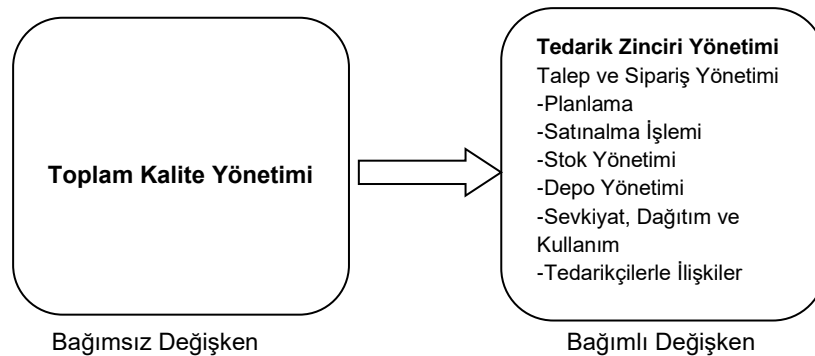 Toplam Kalite Yönetimi
Tedarik Zinciri Yönetimi
Talep ve Sipariş Yönetimi
-Planlama
-Satınalma İşlemi
-Stok Yönetimi
-Depo Yönetimi
-Sevkiyat, Dağıtım ve
Kullanım
-Tedarikçilerle İlişkiler
Bağımsız Değişken
Bağımlı Değişken